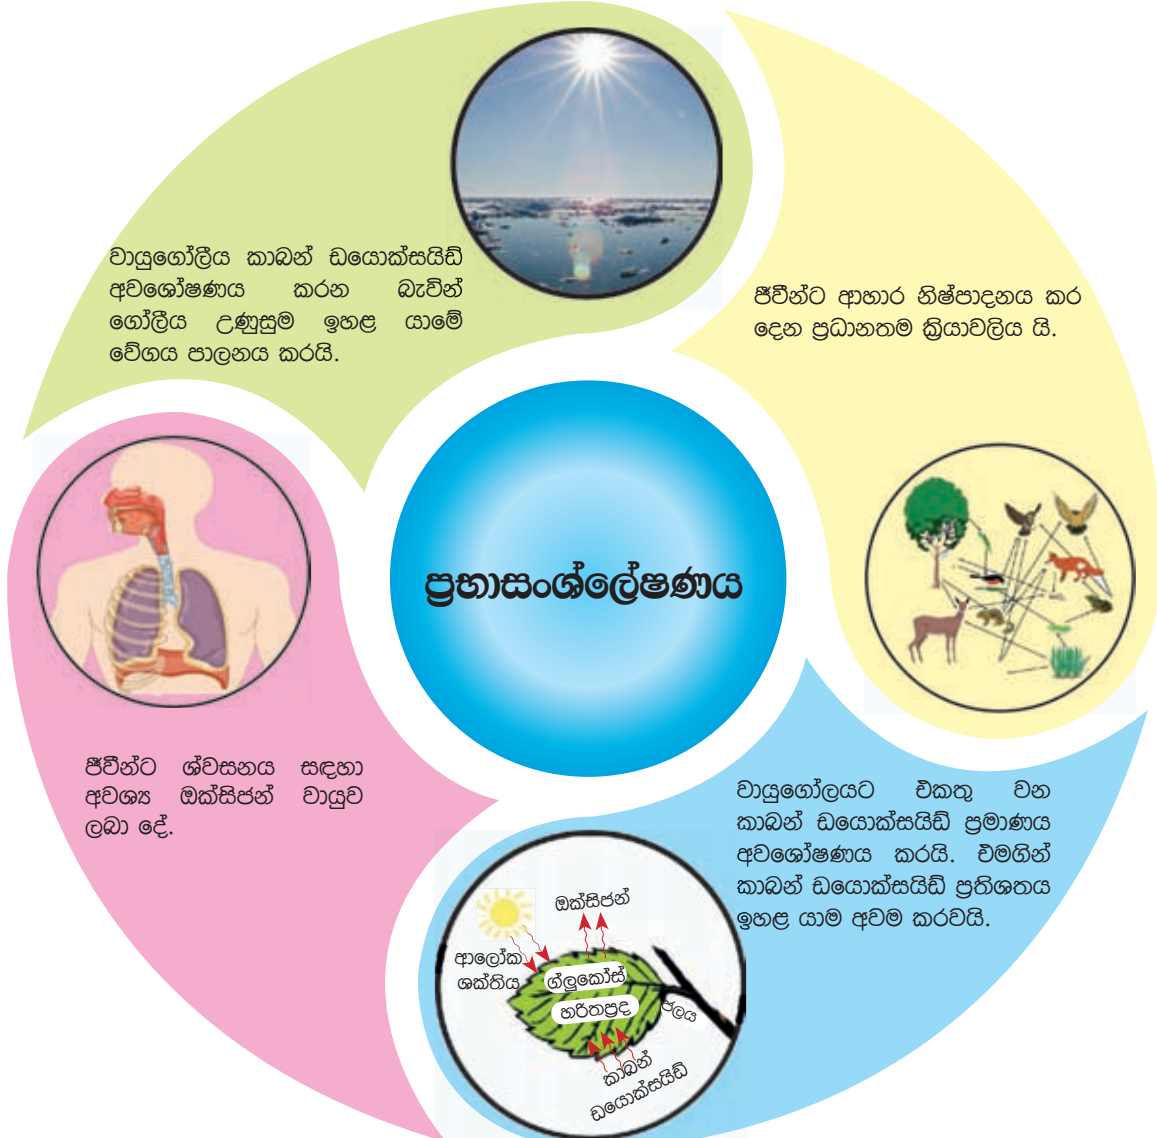 වායුගෝලීය කාබන් ඩයොක්සයිඩ්
අවශෝෂණය කරන බැවින්
ගෝලීය උණුසුම ඉහළ යාමේ
වේගය පාලනය කරයි.
ජීවීන්ට ආහාර නිෂ්පාදනය කර
දෙන ප්‍රධානතම ක්‍රියාවලිය යි.
ප්‍රභාසංශ්ලේෂණය
ජීවීන්ට ශ්වසනය සඳහා
අවශ්‍ය ඔක්සිජන් වායුව
ලබා දේ.
වායුගෝලයට එකතු වන
කාබන් ඩයොක්සයිඩ් ප්‍රමාණය
අවශෝෂණය කරයි. එමගින්
කාබන් ඩයොක්සයිඩ් ප්‍රතිශතය
ඉහළ යාම අවම කරවයි.
ඔක්සිජන්
ආලෝක
ශක්තිය
ග්ලුකෝස්
හරිතප්‍රද
ජලය
කාබන්
ඩයොක්සයිඩ්